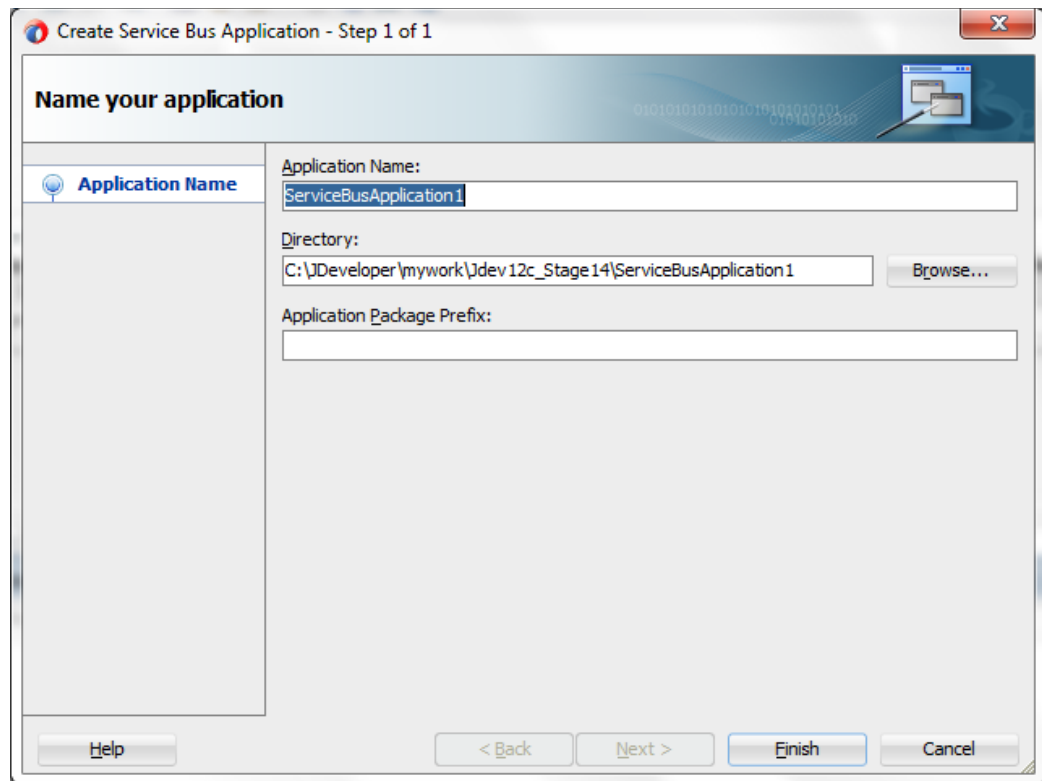 Create Service Bus Application - Step 1 of 1
Name your application
Application Name
Application Name:
ServiceBusApplication1
Directory:
C:\JDeveloper\mywork\Jdev12c_Stage14\ServiceBusApplication1
Browse...
Application Package Prefix:
Help
< Back
Next >
Finish
Cancel